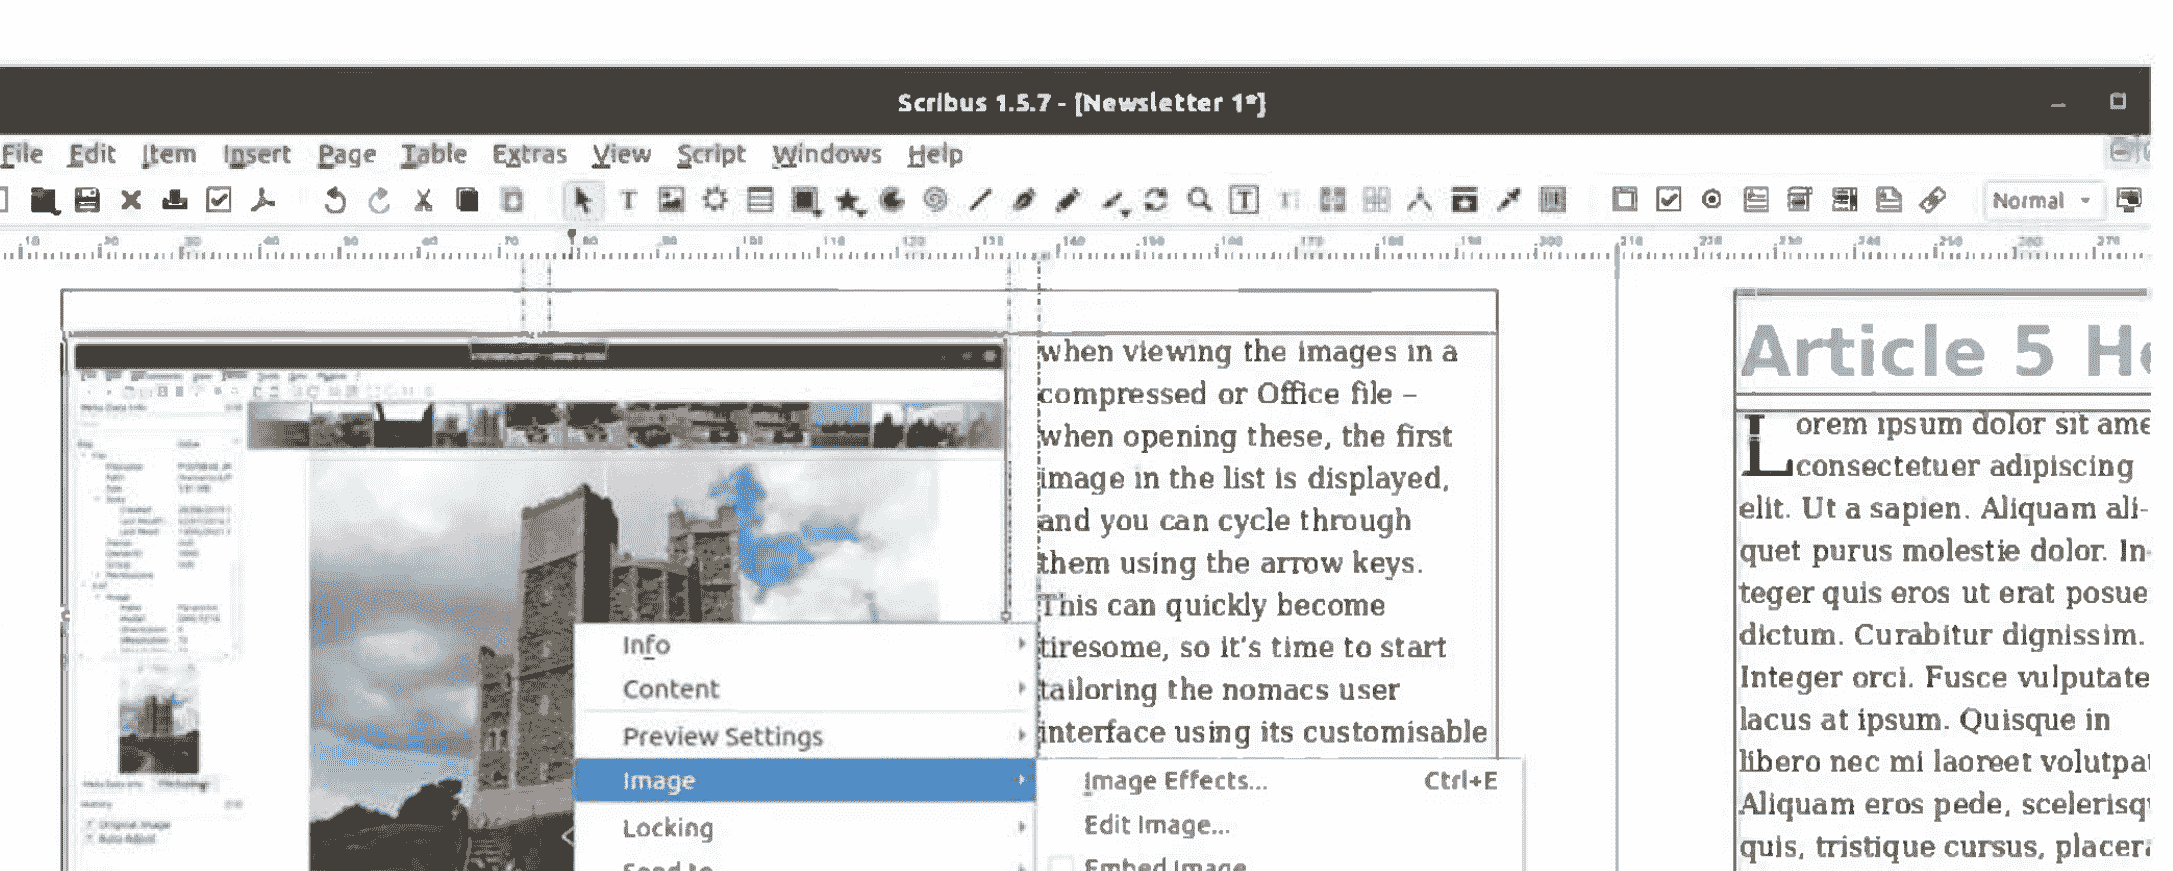 Scribus 1.5.7 - [Newsletter 1*]
File Edit Item Insert Page Table Extras View Script Windows Help
Normal
when viewing the images in a
compressed or Office file –
when opening these, the first
image in the list is displayed,
and you can cycle through
them using the arrow keys.
This can quickly become
tiresome, so it's time to start
tailoring the nomacs user
interface using its customisable
Info
Content
Preview Settings
Image
Locking
Send to
Image Effects... Ctrl+E
Edit Image...
Embed Image
Article 5 He
Lorem ipsum dolor sit ame
consectetuer adipiscing
elit. Ut a sapien. Aliquam ali-
quet purus molestie dolor. In-
teger quis eros ut erat posue
dictum. Curabitur dignissim.
Integer orci. Fusce vulputate
lacus at ipsum. Quisque in
libero nec mi laoreet volutpa
Aliquam eros pede, scelerisq
quis, tristique cursus, placer